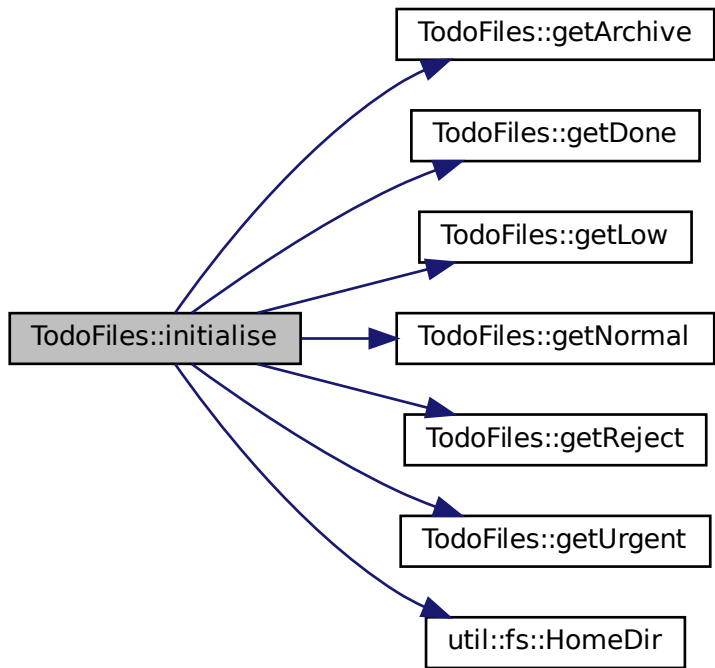 TodoFiles::getArchive
TodoFiles::getDone
TodoFiles::getLow
TodoFiles::initialise
TodoFiles::getNormal
TodoFiles::getReject
TodoFiles::getUrgent
util::fs::HomeDir